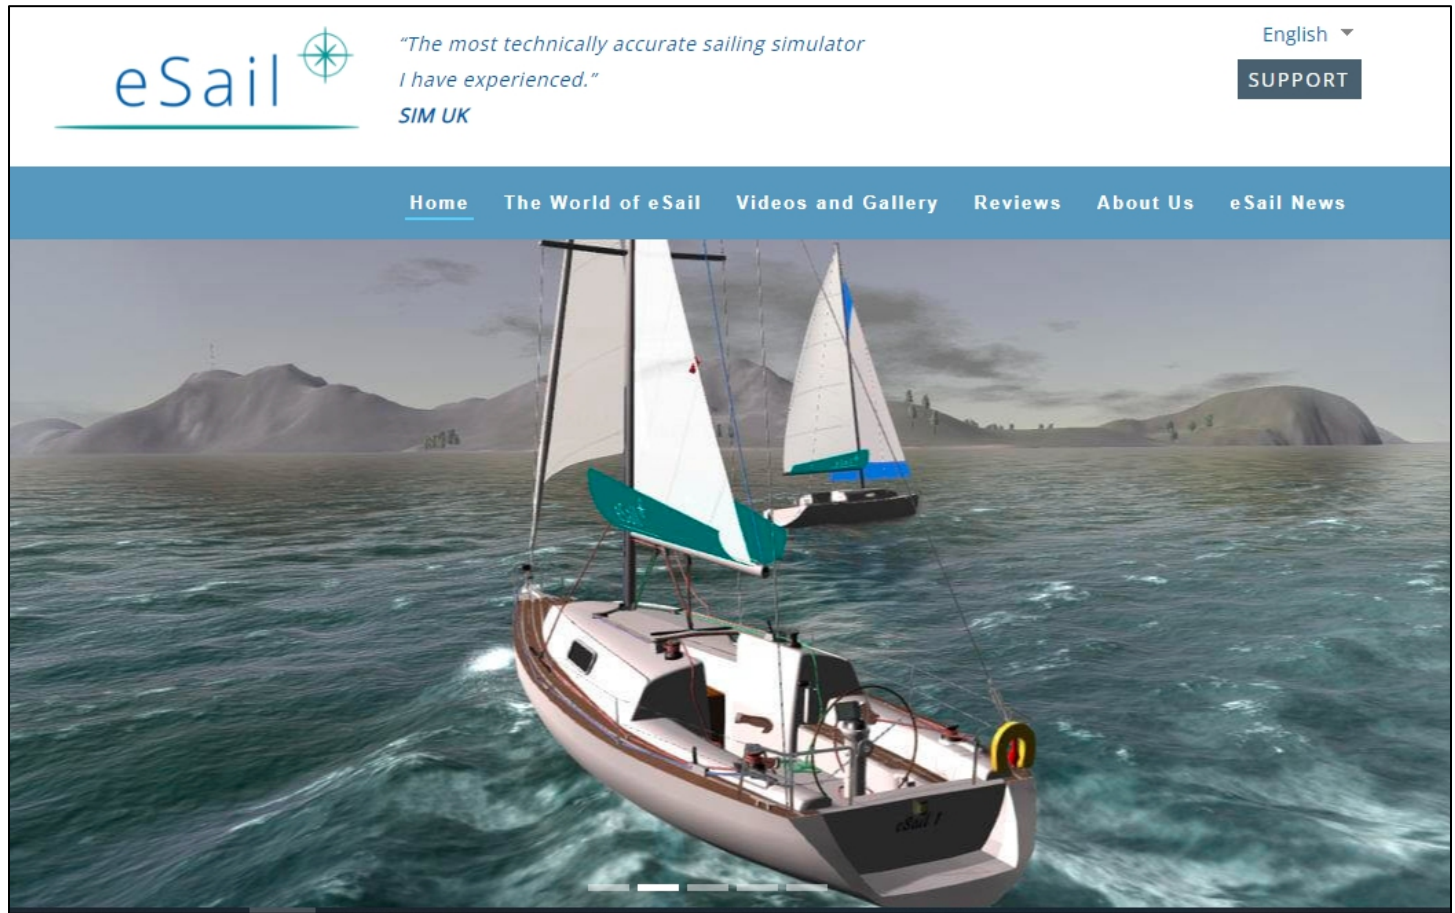 eSail
“The most technically accurate sailing simulator
I have experienced.”
SIM UK
English
SUPPORT
Home
The World of eSail
Videos and Gallery
Reviews
About Us
eSail News
eSail
eSail 1